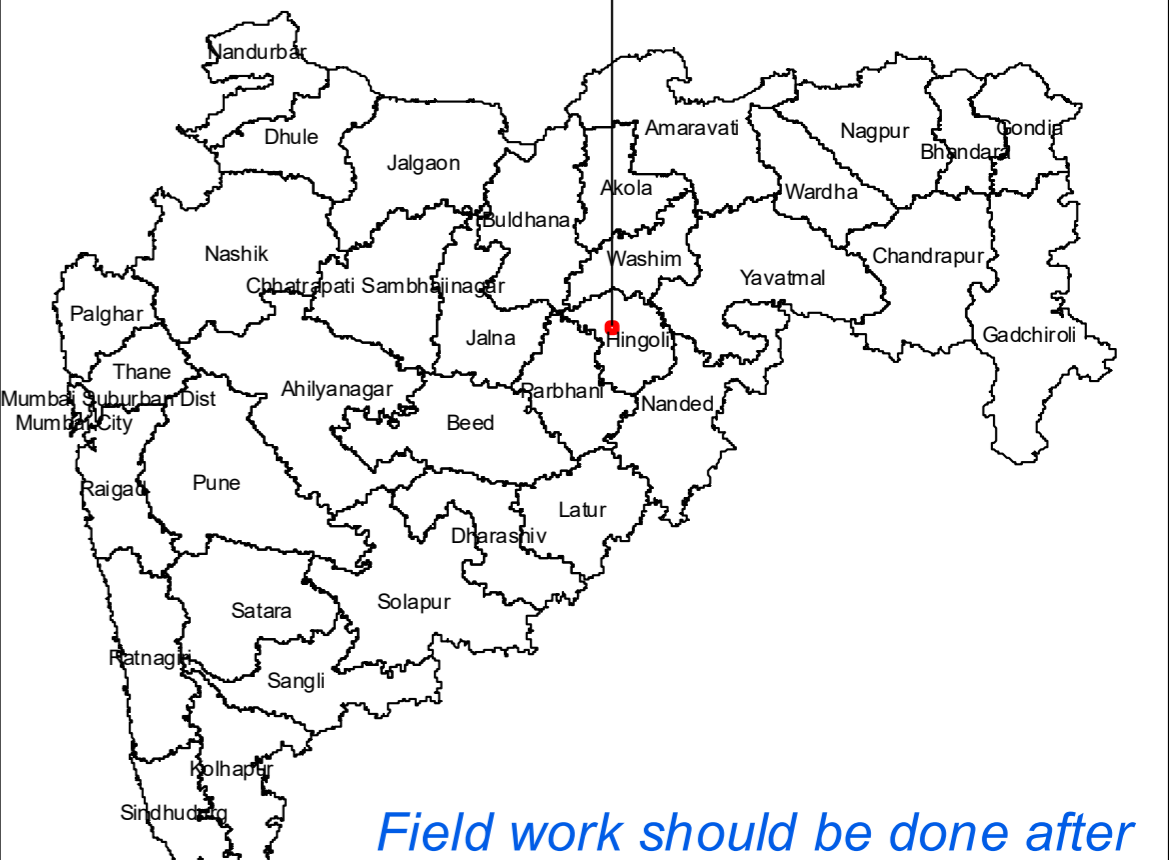 Nandurbar
Dhule
Jalgaon
Amaravati
Nagpur
Gondia
Bhandara
Akola
Wardha
Buldhana
Nashik
Washim
Chandrapur
Yavatmal
Chhatrapati Sambhajinagar
Palghar
Jalna
Hingoli
Gadchiroli
Thane
Ahilyanagar
Parbhani
Mumbai Suburban Dist
Nanded
Mumbai City
Beed
Raigad
Pune
Latur
Dharashiv
Satara
Solapur
Ratnagiri
Sangli
Kolhapur
Sindhudurg
Field work should be done after